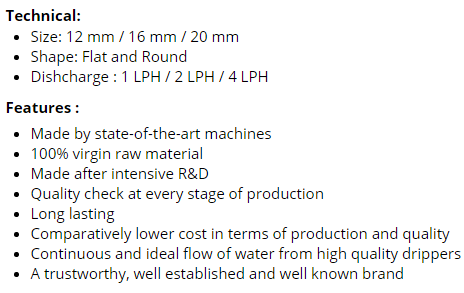 Technical:
• Size: 12 mm / 16 mm / 20 mm
• Shape: Flat and Round
• Dishcharge : 1 LPH / 2 LPH / 4 LPH
Features :
• Made by state-of-the-art machines
• 100% virgin raw material
• Made after intensive R&D
• Quality check at every stage of production
• Long lasting
• Comparatively lower cost in terms of production and quality
• Continuous and ideal flow of water from high quality drippers
• A trustworthy, well established and well known brand